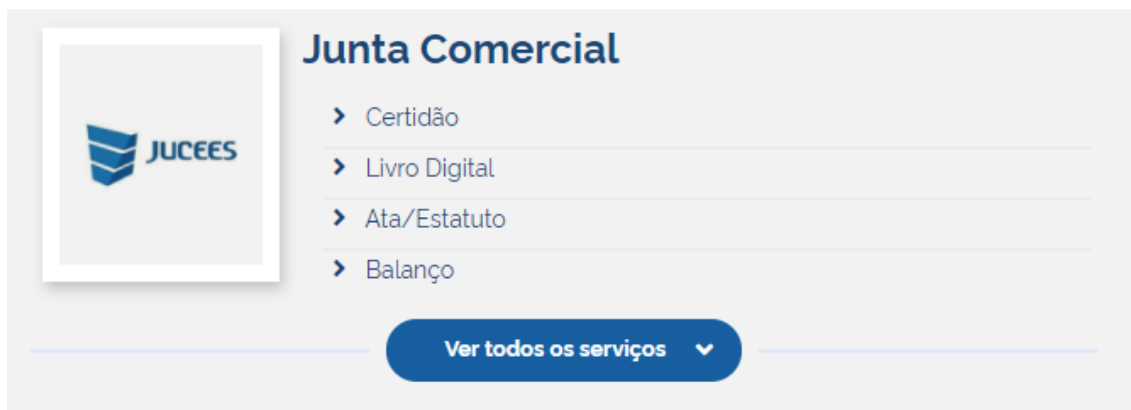 Junta Comercial
JUCEES
Certidão
Livro Digital
Ata/Estatuto
Balanço
Ver todos os serviços